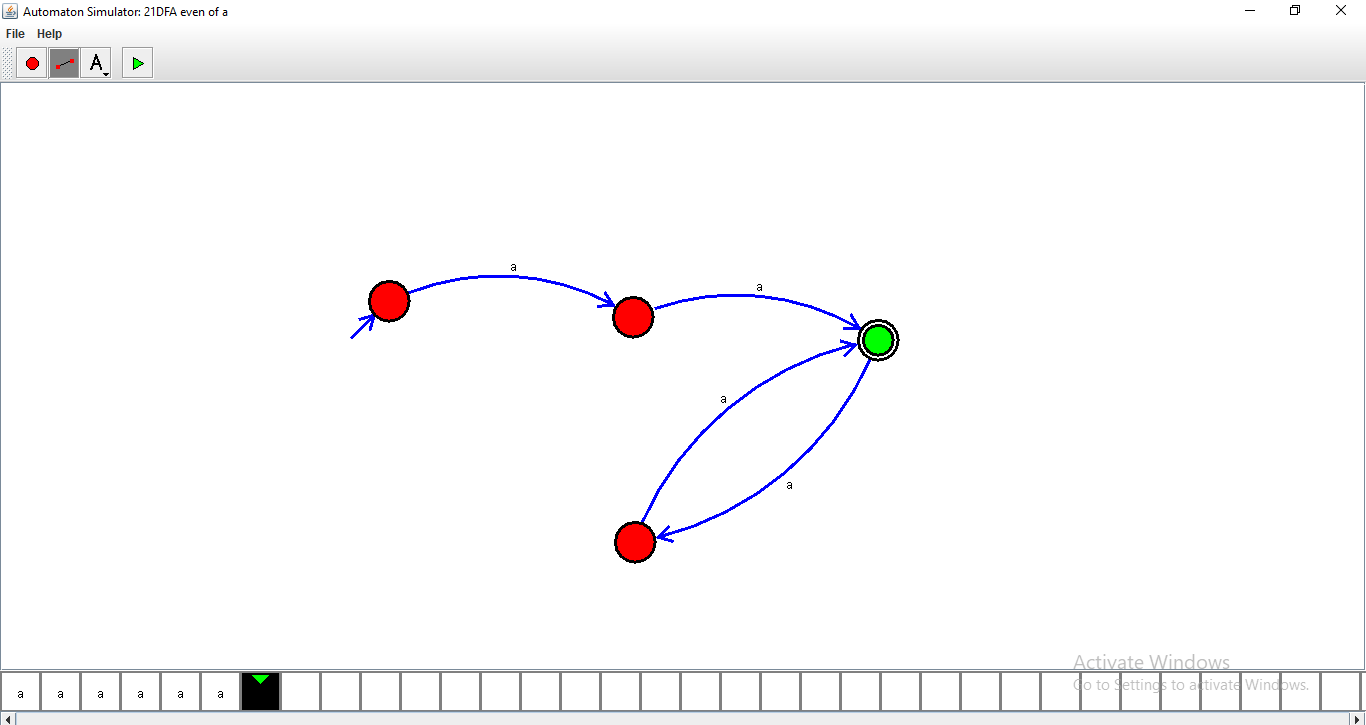 Automaton Simulator: 21DFA even of a
File Help
A
a
a
a
a
a a a a a a
Activate Windows
Go to Settings to activate Windows.